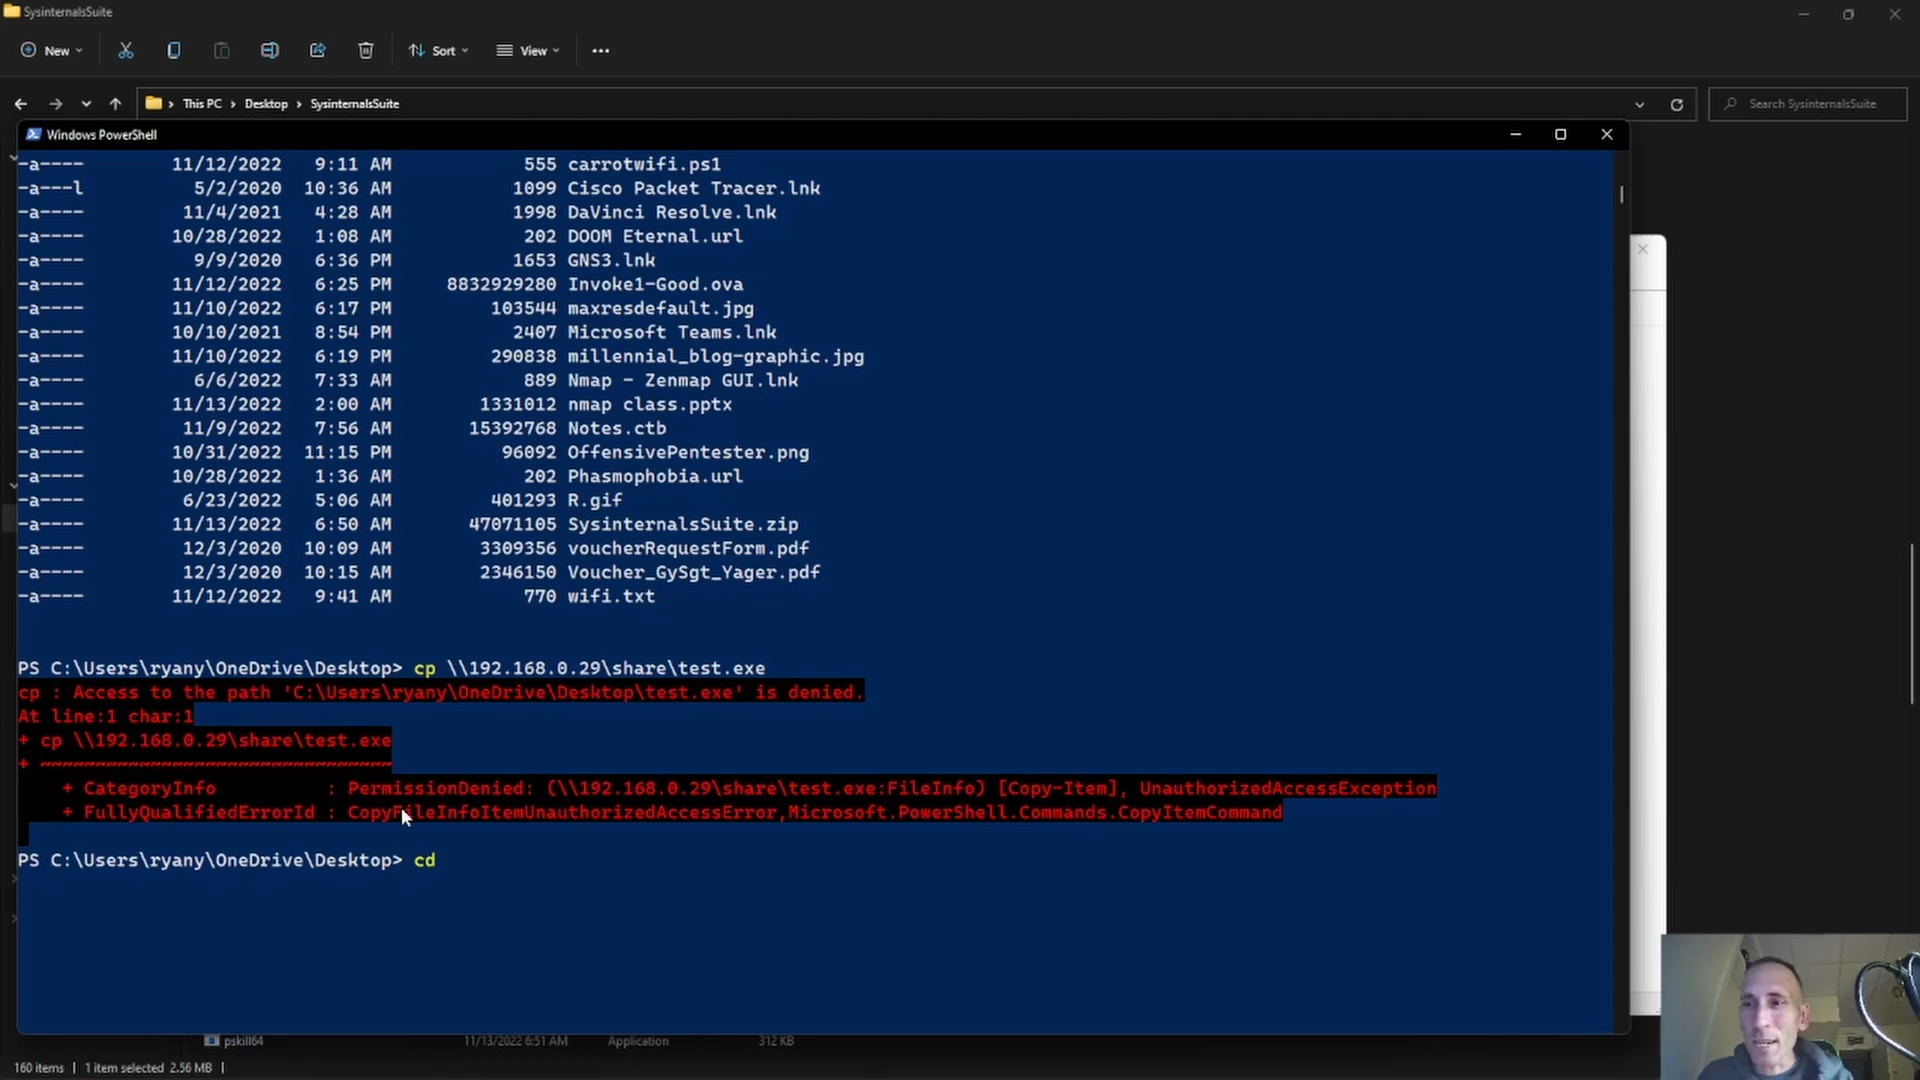 SysinternalsSuite
New
Sort
View
This PC > Desktop > SysinternalsSuite
Search SysinternalsSuite
Windows PowerShell
-a---- 11/12/2022 9:11 AM 555 carrotwifi.ps1
-a---l 5/2/2020 10:36 AM 1099 Cisco Packet Tracer.lnk
-a---- 11/4/2021 4:28 AM 1998 DaVinci Resolve.lnk
-a---- 10/28/2022 1:08 AM 202 DOOM Eternal.url
-a---- 9/9/2020 6:36 PM 1653 GNS3.lnk
-a---- 11/12/2022 6:25 PM 8832929280 Invoke1-Good.ova
-a---- 11/10/2022 6:17 PM 103544 maxresdefault.jpg
-a---- 10/10/2021 8:54 PM 2407 Microsoft Teams.lnk
-a---- 11/10/2022 6:19 PM 290838 millennial_blog-graphic.jpg
-a---- 6/6/2022 7:33 AM 889 Nmap - Zenmap GUI.lnk
-a---- 11/13/2022 2:00 AM 1331012 nmap class.pptx
-a---- 11/9/2022 7:56 AM 15392768 Notes.ctb
-a---- 10/31/2022 11:15 PM 96092 OffensivePentester.png
-a---- 10/28/2022 1:36 AM 202 Phasmophobia.url
-a---- 6/23/2022 5:06 AM 401293 R.gif
-a---- 11/13/2022 6:50 AM 47071105 SysinternalsSuite.zip
-a---- 12/3/2020 10:09 AM 3309356 voucherRequestForm.pdf
-a---- 12/3/2020 10:15 AM 2346150 Voucher_GySgt_Yager.pdf
-a---- 11/12/2022 9:41 AM 770 wifi.txt
PS C:\Users\ryany\OneDrive\Desktop> cp \\192.168.0.29\share\test.exe
cp : Access to the path 'C:\Users\ryany\OneDrive\Desktop\test.exe' is denied.
At line:1 char:1
+ cp \\192.168.0.29\share\test.exe
+ ~~~~~~~~~~~~~~~~~~~~~~~~~~~~~~~~
+ CategoryInfo : PermissionDenied: (\\192.168.0.29\share\test.exe:FileInfo) [Copy-Item], UnauthorizedAccessException
+ FullyQualifiedErrorId : CopyFileInfoItemUnauthorizedAccessError,Microsoft.PowerShell.Commands.CopyItemCommand
PS C:\Users\ryany\OneDrive\Desktop> cd
pskill64 11/13/2022 6:51 AM Application 312 KB
160 items | 1 item selected 2.56 MB |